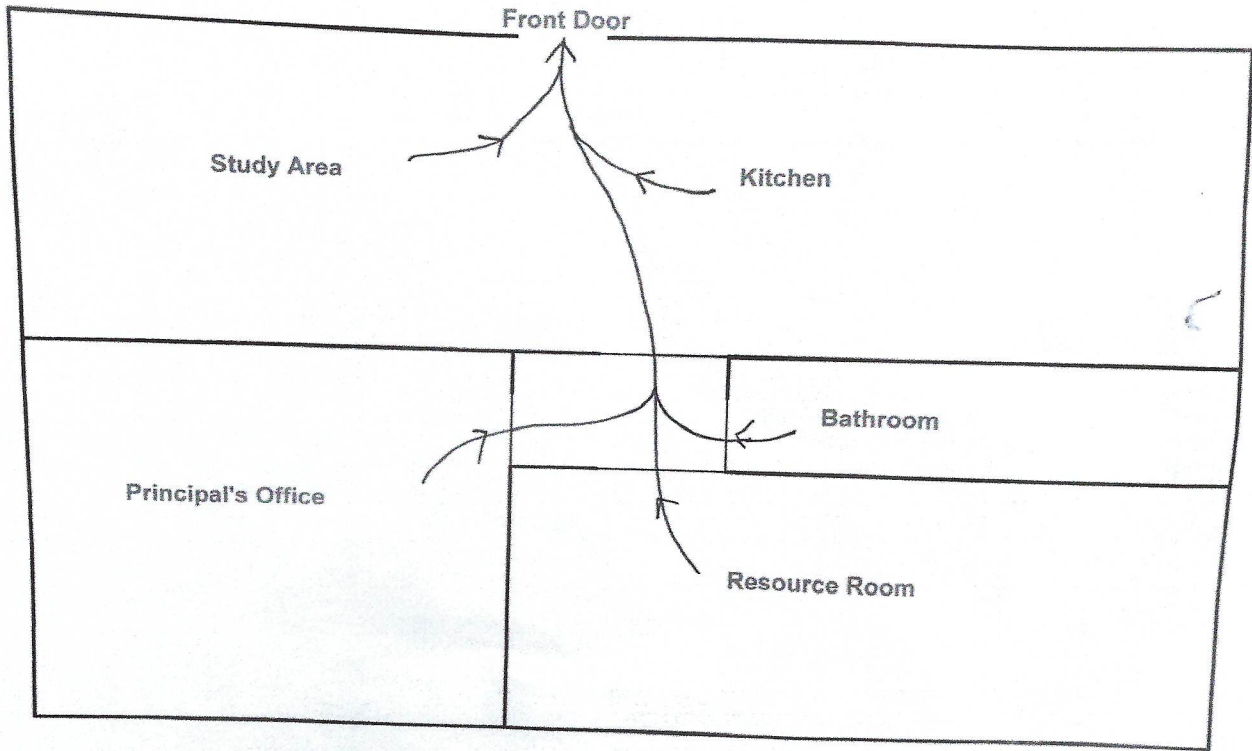 Front Door
Study Area
Kitchen
Bathroom
Principal's Office
Resource Room